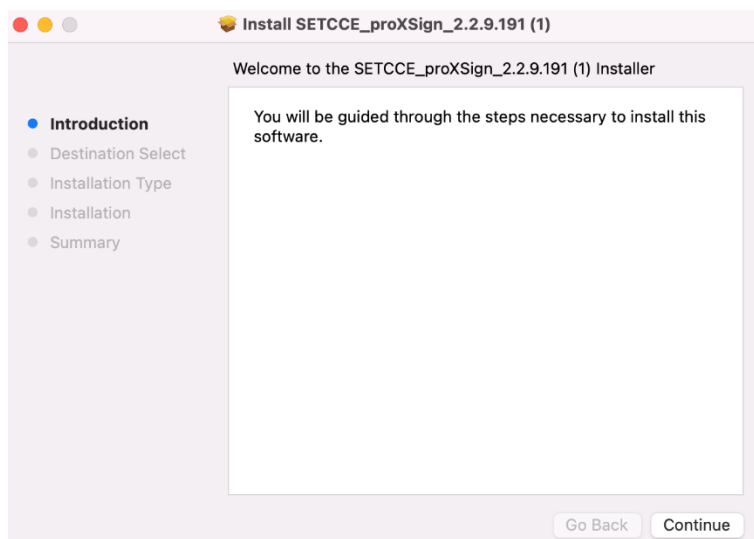 Install SETCCE_proXSign_2.2.9.191 (1)
Welcome to the SETCCE_proXSign_2.2.9.191 (1) Installer
Introduction
Destination Select
Installation Type
Installation
Summary
You will be guided through the steps necessary to install this
software.
Go Back
Continue